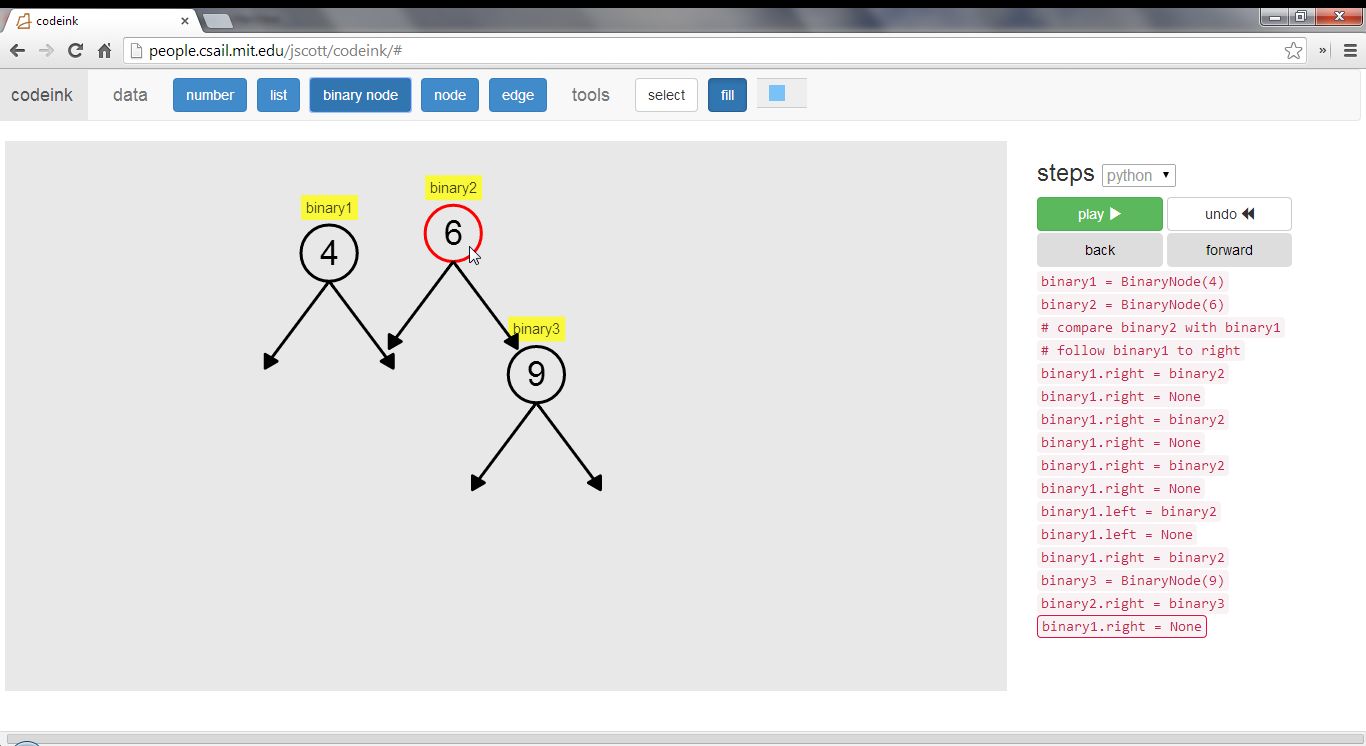 codeink
people.csail.mit.edu/jscott/codeink/#
codeink data number list binary node node edge tools select fill
binary1
4
binary2
6
binary3
9
steps python
play undo
back forward
binary1 = BinaryNode(4)
binary2 = BinaryNode(6)
# compare binary2 with binary1
# follow binary1 to right
binary1.right = binary2
binary1.right = None
binary1.right = binary2
binary1.right = None
binary1.right = binary2
binary1.right = None
binary1.left = binary2
binary1.left = None
binary1.right = binary2
binary3 = BinaryNode(9)
binary2.right = binary3
binary1.right = None